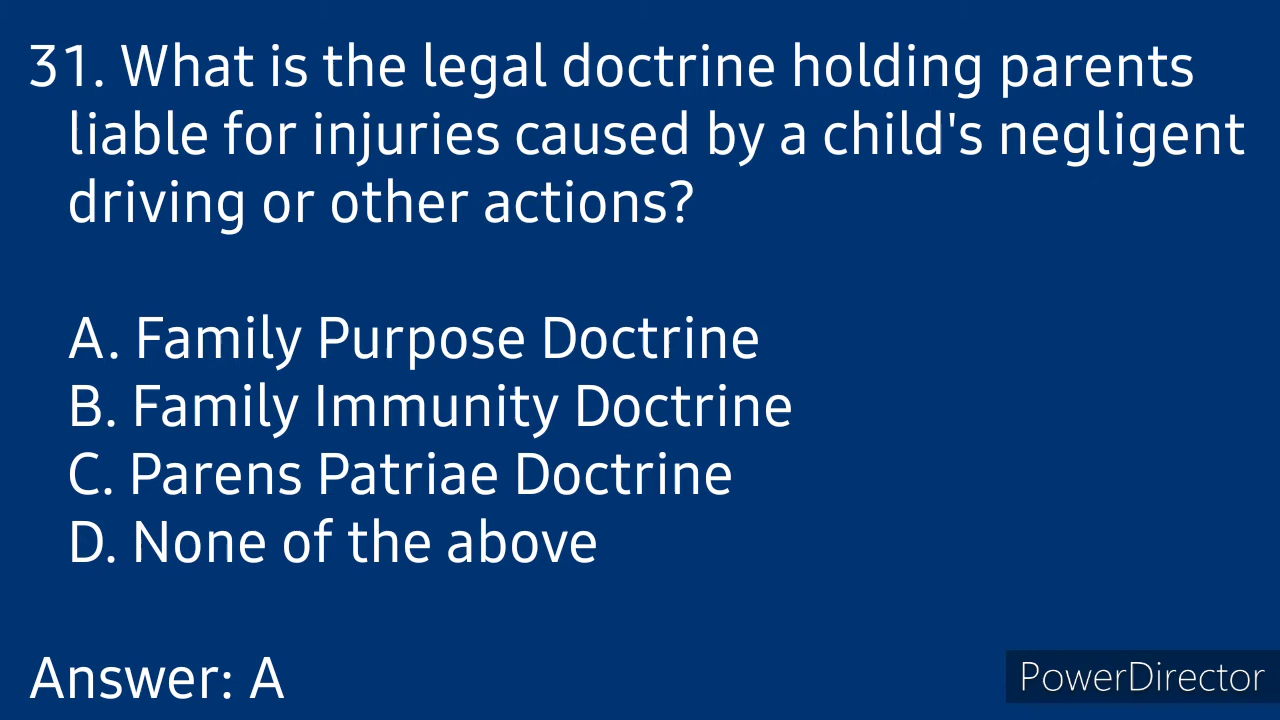 31. What is the legal doctrine holding parents
liable for injuries caused by a child's negligent
driving or other actions?
A. Family Purpose Doctrine
B. Family Immunity Doctrine
C. Parens Patriae Doctrine
D. None of the above
Answer: A
PowerDirector